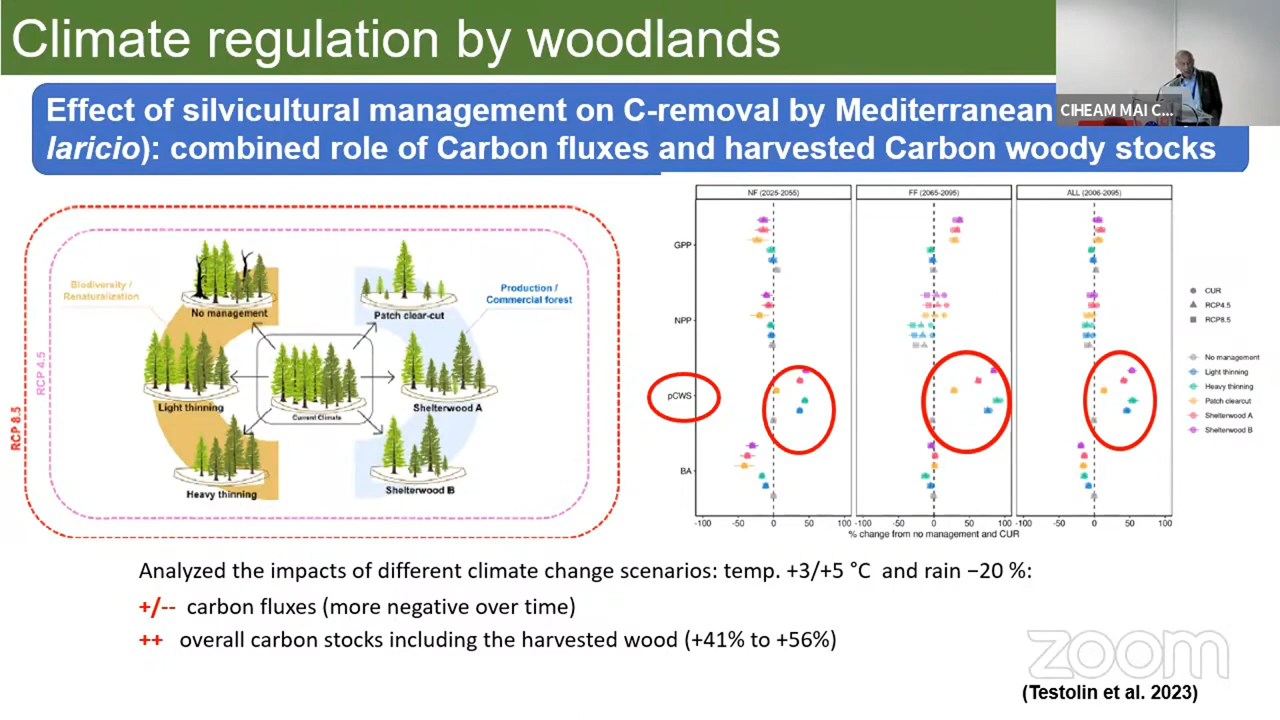 Climate regulation by woodlands
CIHEAM MAI C...
Effect of silvicultural management on C-removal by Mediterranean
laricio): combined role of Carbon fluxes and harvested Carbon woody stocks
RCP 8.5
RCP 4.5
Biodiversity /
Renaturalization
Production /
Commercial forest
No management
Patch clear-cut
Light thinning
Current Climate
Shelterwood A
Heavy thinning
Shelterwood B
NF (2025-2055)
FF (2065-2095)
ALL (2006-2095)
GPP
NPP
pCWS
BA
-100 -50 0 50 100
-100 -50 0 50 100
-100 -50 0 50 100
% change from no management and CUR
CUR
RCP4.5
RCP8.5
No management
Light thinning
Heavy thinning
Patch clearcut
Shelterwood A
Shelterwood B
Analyzed the impacts of different climate change scenarios: temp. +3/+5 °C and rain −20 %:
+/-- carbon fluxes (more negative over time)
++ overall carbon stocks including the harvested wood (+41% to +56%)
zoom
(Testolin et al. 2023)